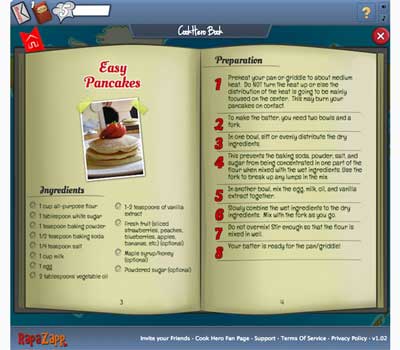 CookHero Book
?
Easy
Pancakes
Ingredients
1 cup all-purpose flour
1 tablespoon white sugar
1 teaspoon baking powder
1/2 teaspoon baking soda
1/4 teaspoon salt
1 cup milk
1 egg
2 tablespoons vegetable oil
1-2 teaspoons of vanilla
extract
Fresh fruit (sliced
strawberries, peaches,
blueberries, apples,
bananas, etc.) (optional)
Maple syrup/honey
(optional)
Powdered sugar (optional)
3
Preparation
1 Preheat your pan or griddle to about medium
heat. Do NOT turn the heat up or else the
distribution of the heat is going to be mainly
focused on the center. This may burn your
pancakes on contact.
2 To make the batter, you need two bowls and a
fork.
3 In one bowl, sift or evenly distribute the dry
ingredients.
4 This prevents the baking soda, powder, salt, and
sugar from being concentrated in one part of the
flour when mixed with the wet ingredients. Use the
fork to break up any lumps in the mix
5 In another bowl, mix the egg, milk, oil, and vanilla
extract together.
6 Slowly combine the wet ingredients to the dry
ingredients. Mix with the fork as you go.
7 Do not overmix! Stir enough so that the flour is
mixed in well.
8 Your batter is ready for the pan/griddle!
4
RapaZapp
Invite your Friends - Cook Hero Fan Page - Support - Terms Of Service - Privacy Policy - v1.02